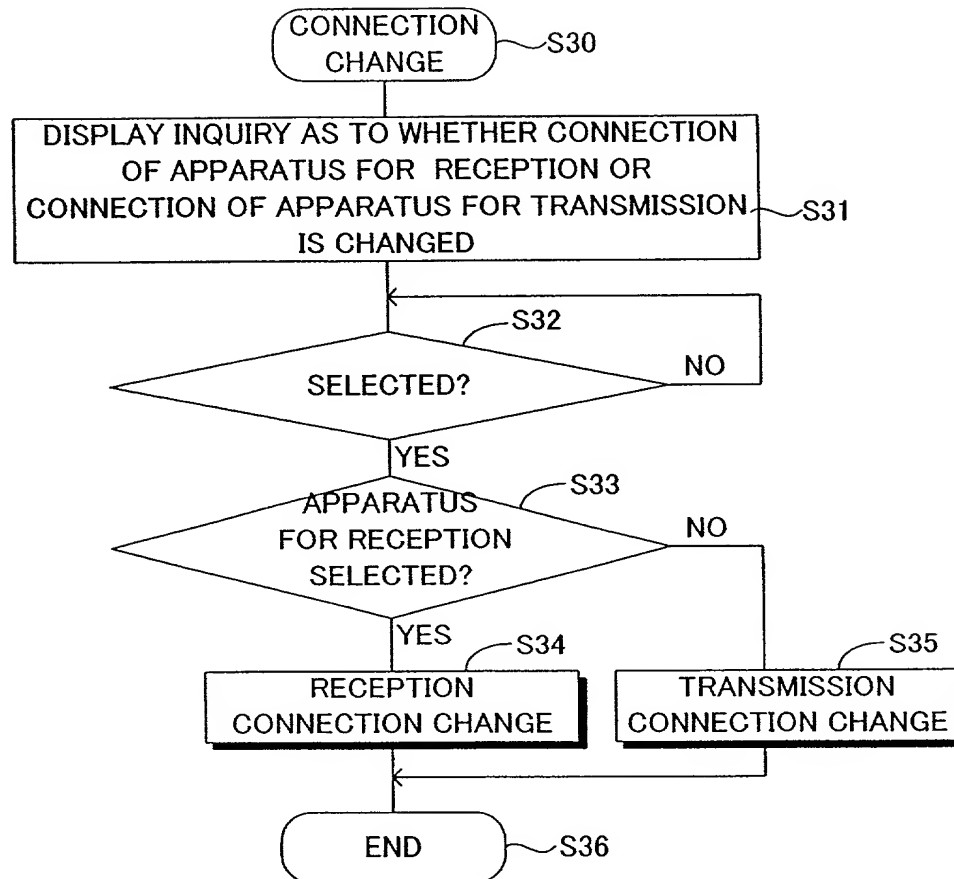 CONNECTION
CHANGE
S30
DISPLAY INQUIRY AS TO WHETHER CONNECTION
OF APPARATUS FOR RECEPTION OR
CONNECTION OF APPARATUS FOR TRANSMISSION
IS CHANGED
S31
S32
SELECTED?
NO
YES
S33
APPARATUS
FOR RECEPTION
SELECTED?
NO
YES
S34
RECEPTION
CONNECTION CHANGE
S35
TRANSMISSION
CONNECTION CHANGE
END
S36